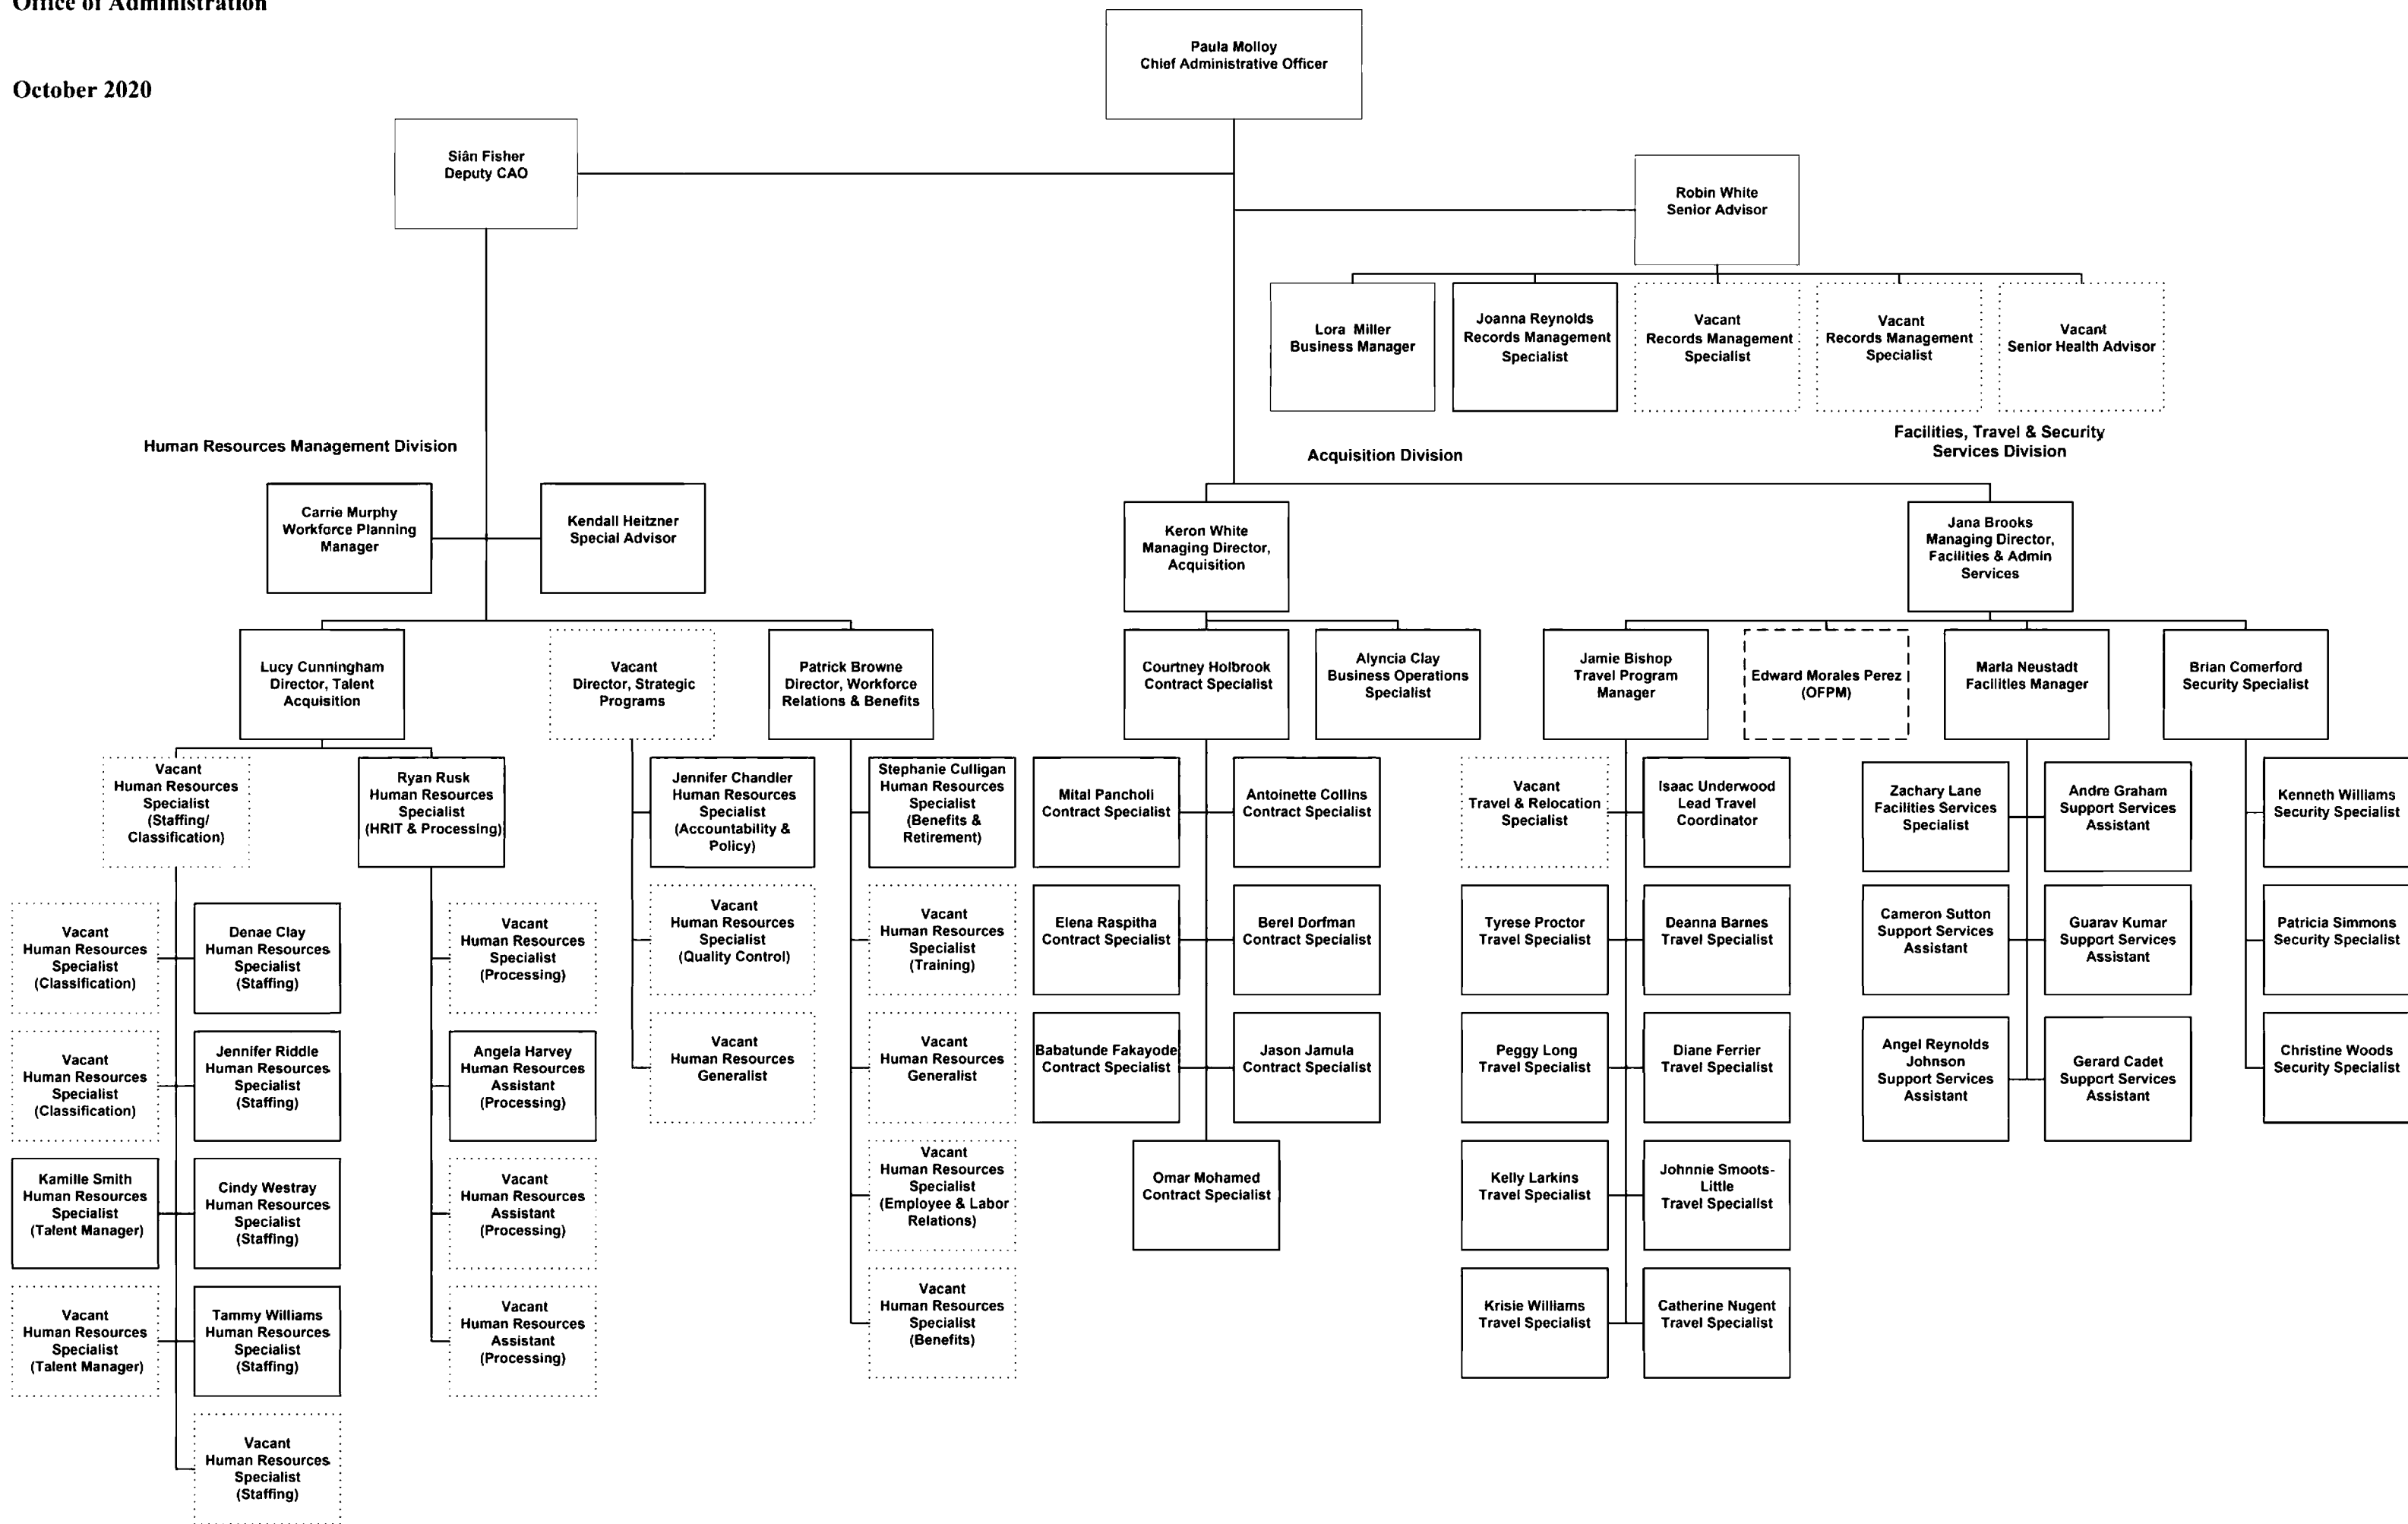 Office of Administration
October 2020
Paula Molloy
Chief Administrative Officer
Siân Fisher
Deputy CAO
Robin White
Senior Advisor
Lora Miller
Business Manager
Joanna Reynolds
Records Management
Specialist
Vacant
Records Management
Specialist
Vacant
Records Management
Specialist
Vacant
Senior Health Advisor
Human Resources Management Division
Acquisition Division
Facilities, Travel & Security
Services Division
Carrie Murphy
Workforce Planning
Manager
Kendall Heitzner
Special Advisor
Keron White
Managing Director,
Acquisition
Jana Brooks
Managing Director,
Facilities & Admin
Services
Lucy Cunningham
Director, Talent
Acquisition
Vacant
Director, Strategic
Programs
Patrick Browne
Director, Workforce
Relations & Benefits
Courtney Holbrook
Contract Specialist
Alyncia Clay
Business Operations
Specialist
Jamie Bishop
Travel Program
Manager
Edward Morales Perez
(OFPM)
Marla Neustadt
Facilities Manager
Brian Comerford
Security Specialist
Vacant
Human Resources
Specialist
(Staffing/
Classification)
Ryan Rusk
Human Resources
Specialist
(HRIT & Processing)
Jennifer Chandler
Human Resources
Specialist
(Accountability &
Policy)
Stephanie Culligan
Human Resources
Specialist
(Benefits &
Retirement)
Mital Pancholi
Contract Specialist
Antoinette Collins
Contract Specialist
Vacant
Travel & Relocation
Specialist
Isaac Underwood
Lead Travel
Coordinator
Zachary Lane
Facilities Services
Specialist
Andre Graham
Support Services
Assistant
Kenneth Williams
Security Specialist
Vacant
Human Resources
Specialist
(Classification)
Denae Clay
Human Resources
Specialist
(Staffing)
Vacant
Human Resources
Specialist
(Processing)
Vacant
Human Resources
Specialist
(Quality Control)
Vacant
Human Resources
Specialist
(Training)
Elena Raspitha
Contract Specialist
Berel Dorfman
Contract Specialist
Tyrese Proctor
Travel Specialist
Deanna Barnes
Travel Specialist
Cameron Sutton
Support Services
Assistant
Guarav Kumar
Support Services
Assistant
Patricia Simmons
Security Specialist
Vacant
Human Resources
Specialist
(Classification)
Jennifer Riddle
Human Resources
Specialist
(Staffing)
Angela Harvey
Human Resources
Assistant
(Processing)
Vacant
Human Resources
Generalist
Vacant
Human Resources
Generalist
Babatunde Fakayode
Contract Specialist
Jason Jamula
Contract Specialist
Peggy Long
Travel Specialist
Diane Ferrier
Travel Specialist
Angel Reynolds
Johnson
Support Services
Assistant
Gerard Cadet
Support Services
Assistant
Christine Woods
Security Specialist
Kamille Smith
Human Resources
Specialist
(Talent Manager)
Cindy Westray
Human Resources
Specialist
(Staffing)
Vacant
Human Resources
Assistant
(Processing)
Vacant
Human Resources
Specialist
(Employee & Labor
Relations)
Omar Mohamed
Contract Specialist
Kelly Larkins
Travel Specialist
Johnnie Smoots-
Little
Travel Specialist
Vacant
Human Resources
Specialist
(Talent Manager)
Tammy Williams
Human Resources
Specialist
(Staffing)
Vacant
Human Resources
Assistant
(Processing)
Vacant
Human Resources
Specialist
(Benefits)
Krisie Williams
Travel Specialist
Catherine Nugent
Travel Specialist
Vacant
Human Resources
Specialist
(Staffing)